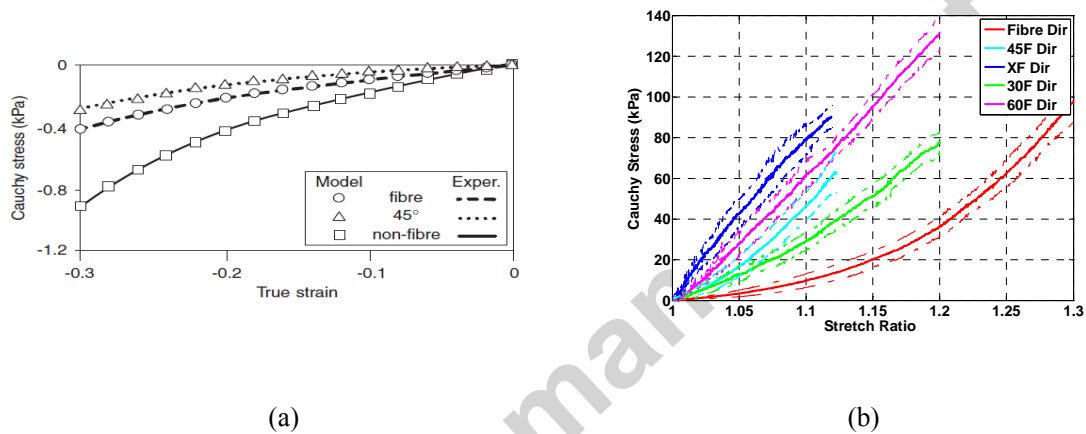 0
-0.4
-0.8
-1.2
Cauchy stress (kPa)
Model Exper.
fibre
45°
non-fibre
-0.3 -0.2 -0.1 0
True strain
(a)
140
120
100
80
60
40
20
0
Cauchy Stress (kPa)
Fibre Dir
45F Dir
XF Dir
30F Dir
60F Dir
1 1.05 1.1 1.15 1.2 1.25 1.3
Stretch Ratio
(b)